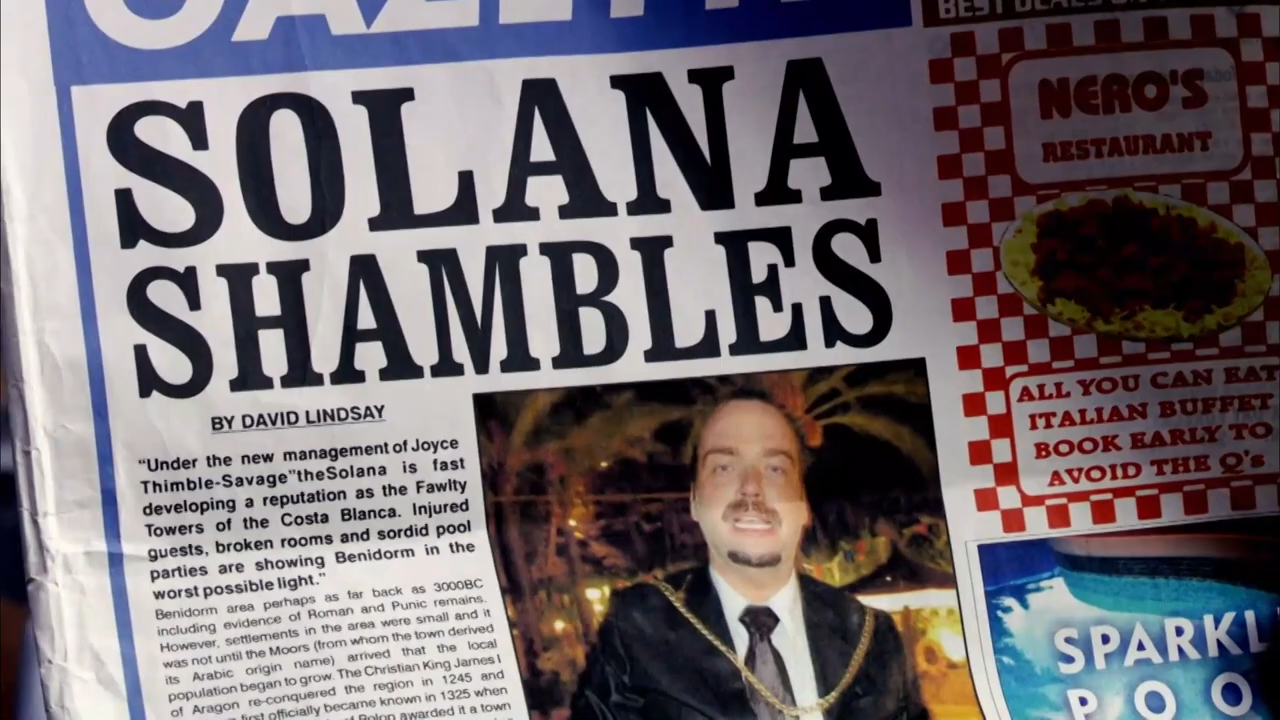 SOLANA
SHAMBLES
BY DAVID LINDSAY
"Under the new management of Joyce
Thimble-Savage"theSolana is fast
developing a reputation as the Fawlty
Towers of the Costa Blanca. Injured
guests, broken rooms and sordid pool
parties are showing Benidorm in the
worst possible light."
Benidorm area perhaps as far back as 3000BC
including evidence of Roman and Punic remains.
However, settlements in the area were small and it
was not until the Moors (from whom the town derived
its Arabic origin name) arrived that the local
population began to grow. The Christian King James I
of Aragon re-conquered the region in 1245 and
first officially became known in 1325 when
Polop awarded it a town
BEST DEALS ON
NERO'S
RESTAURANT
ALL YOU CAN EAT
ITALIAN BUFFET
BOOK EARLY TO
AVOID THE Q's
SPARKL
POO